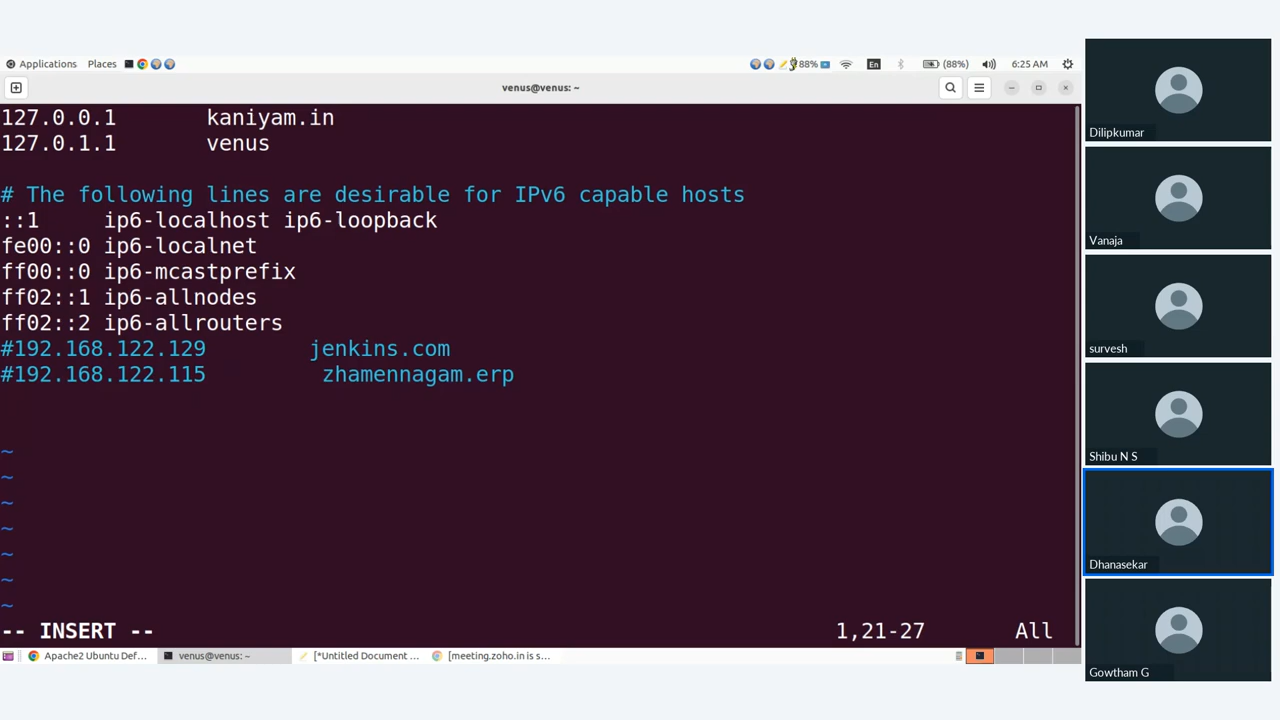 Applications Places 88% En (88%) 6:25 AM
venus@venus: ~
127.0.0.1 kaniyam.in
127.0.1.1 venus
# The following lines are desirable for IPv6 capable hosts
::1 ip6-localhost ip6-loopback
fe00::0 ip6-localnet
ff00::0 ip6-mcastprefix
ff02::1 ip6-allnodes
ff02::2 ip6-allrouters
#192.168.122.129 jenkins.com
#192.168.122.115 zhamennagam.erp
~
~
~
~
~
~
~
-- INSERT -- 1,21-27 All
Apache2 Ubuntu Def... venus@venus: ~ [*Untitled Document ... [meeting.zoho.in is s...
Dilipkumar
Vanaja
survesh
Shibu N S
Dhanasekar
Gowtham G